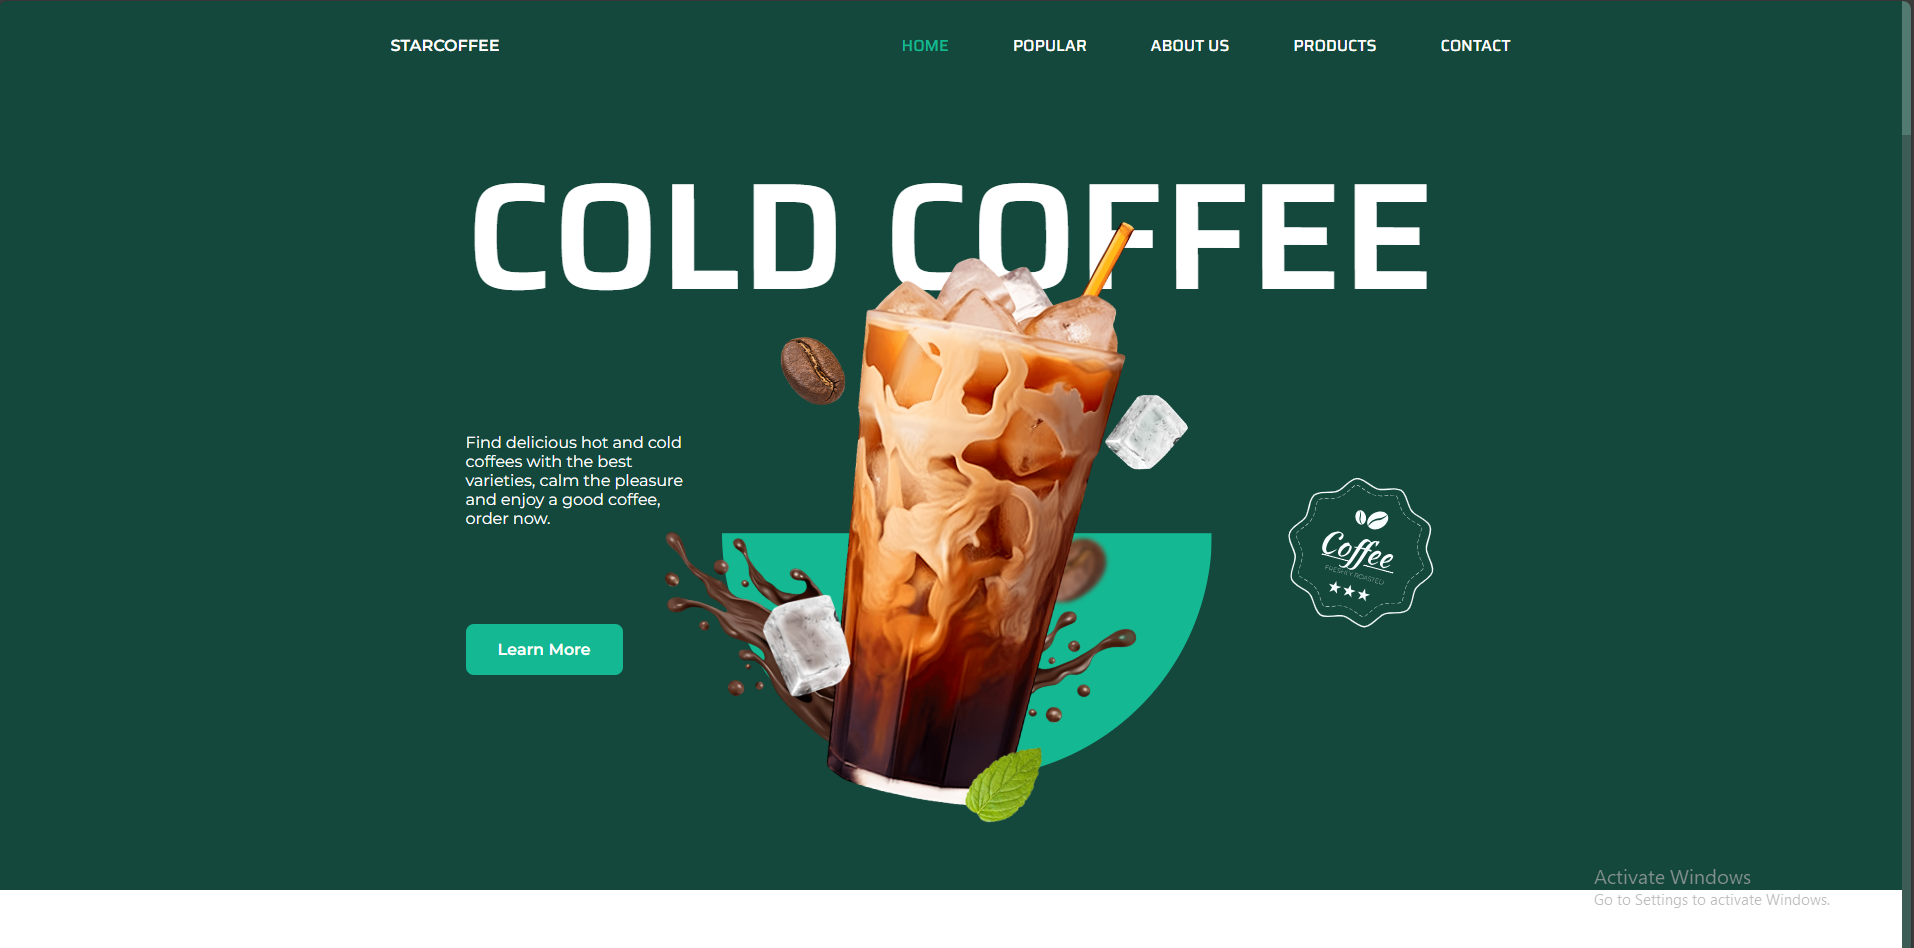 STARCOFFEE
HOME POPULAR ABOUT US PRODUCTS CONTACT
COLD COFFEE
Find delicious hot and cold
coffees with the best
varieties, calm the pleasure
and enjoy a good coffee,
order now.
Learn More
Coffee
FRESHLY ROASTED
Activate Windows
Go to Settings to activate Windows.